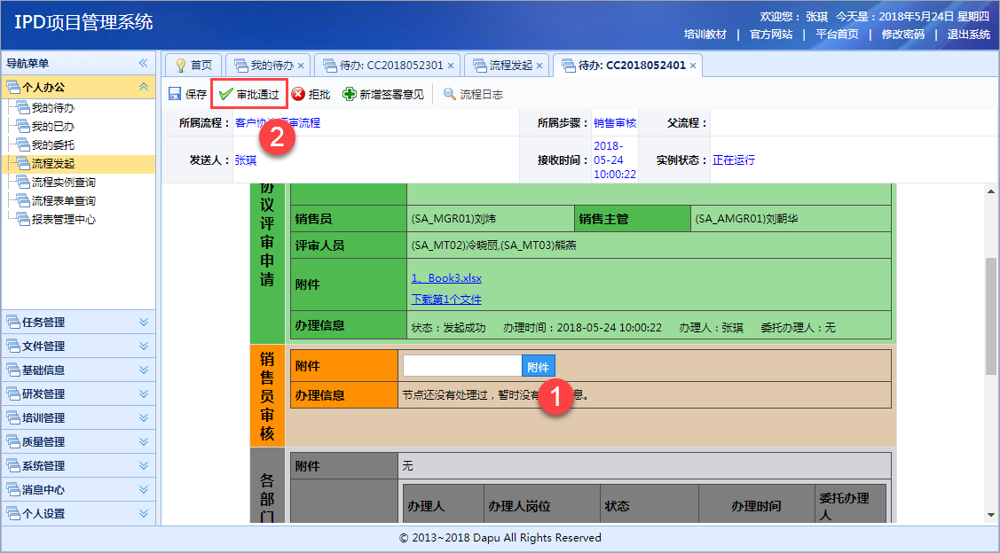 IPD项目管理系统
欢迎您： 张琪 今天是：2018年5月24日 星期四
培训教材 | 官方网站 | 平台首页 | 修改密码 | 退出系统
导航菜单
个人办公
我的待办
我的已办
我的委托
流程发起
流程实例查询
流程表单查询
报表管理中心
任务管理
文件管理
基础信息
研发管理
培训管理
质量管理
系统管理
消息中心
个人设置
首页 我的待办 × 待办: CC2018052301 × 流程发起 × 待办: CC2018052401 ×
保存 审批通过 拒批 新增签署意见 流程日志
所属流程： 客户协 评审流程 所属步骤： 销售审核 父流程：
2
发送人： 张琪 接收时间： 2018-05-24 10:00:22 实例状态： 正在运行
协议评审申请
销售员 (SA_MGR01)刘炜 销售主管 (SA_AMGR01)刘朝华
评审人员 (SA_MT02)冷晓丽,(SA_MT03)熊燕
附件 1、Book3.xlsx
下载第1个文件
办理信息 状态：发起成功 办理时间：2018-05-24 10:00:22 办理人：张琪 委托办理人：无
销售员审核
附件 附件
办理信息 节点还没有处理过，暂时没有 息。
1
各部门
附件 无
办理人 办理人岗位 状态 办理时间 委托办理人
© 2013~2018 Dapu All Rights Reserved